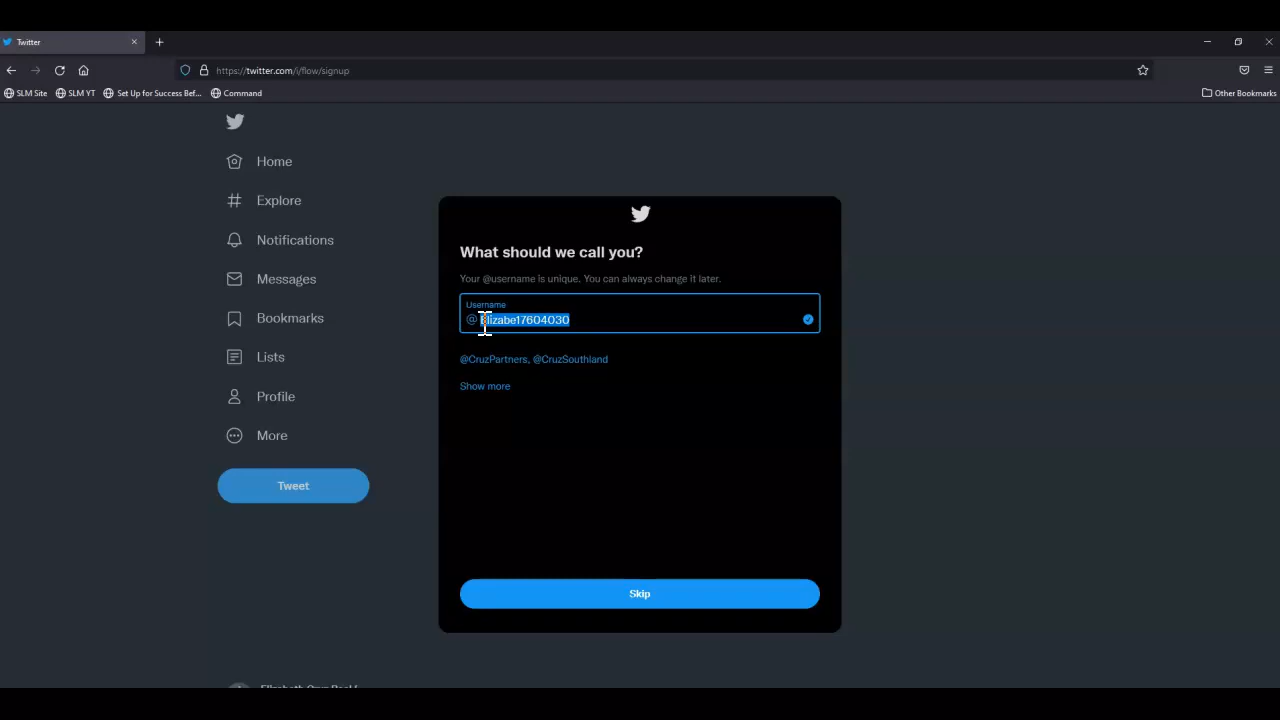 Twitter
https://twitter.com/i/flow/signup
SLM Site SLM YT Set Up for Success Bef... Command Other Bookmarks
Home
Explore
Notifications
Messages
Bookmarks
Lists
Profile
More
Tweet
What should we call you?
Your @username is unique. You can always change it later.
Username
@ Elizabe17604030
@CruzPartners, @CruzSouthland
Show more
Skip
Elizabeth Cruz